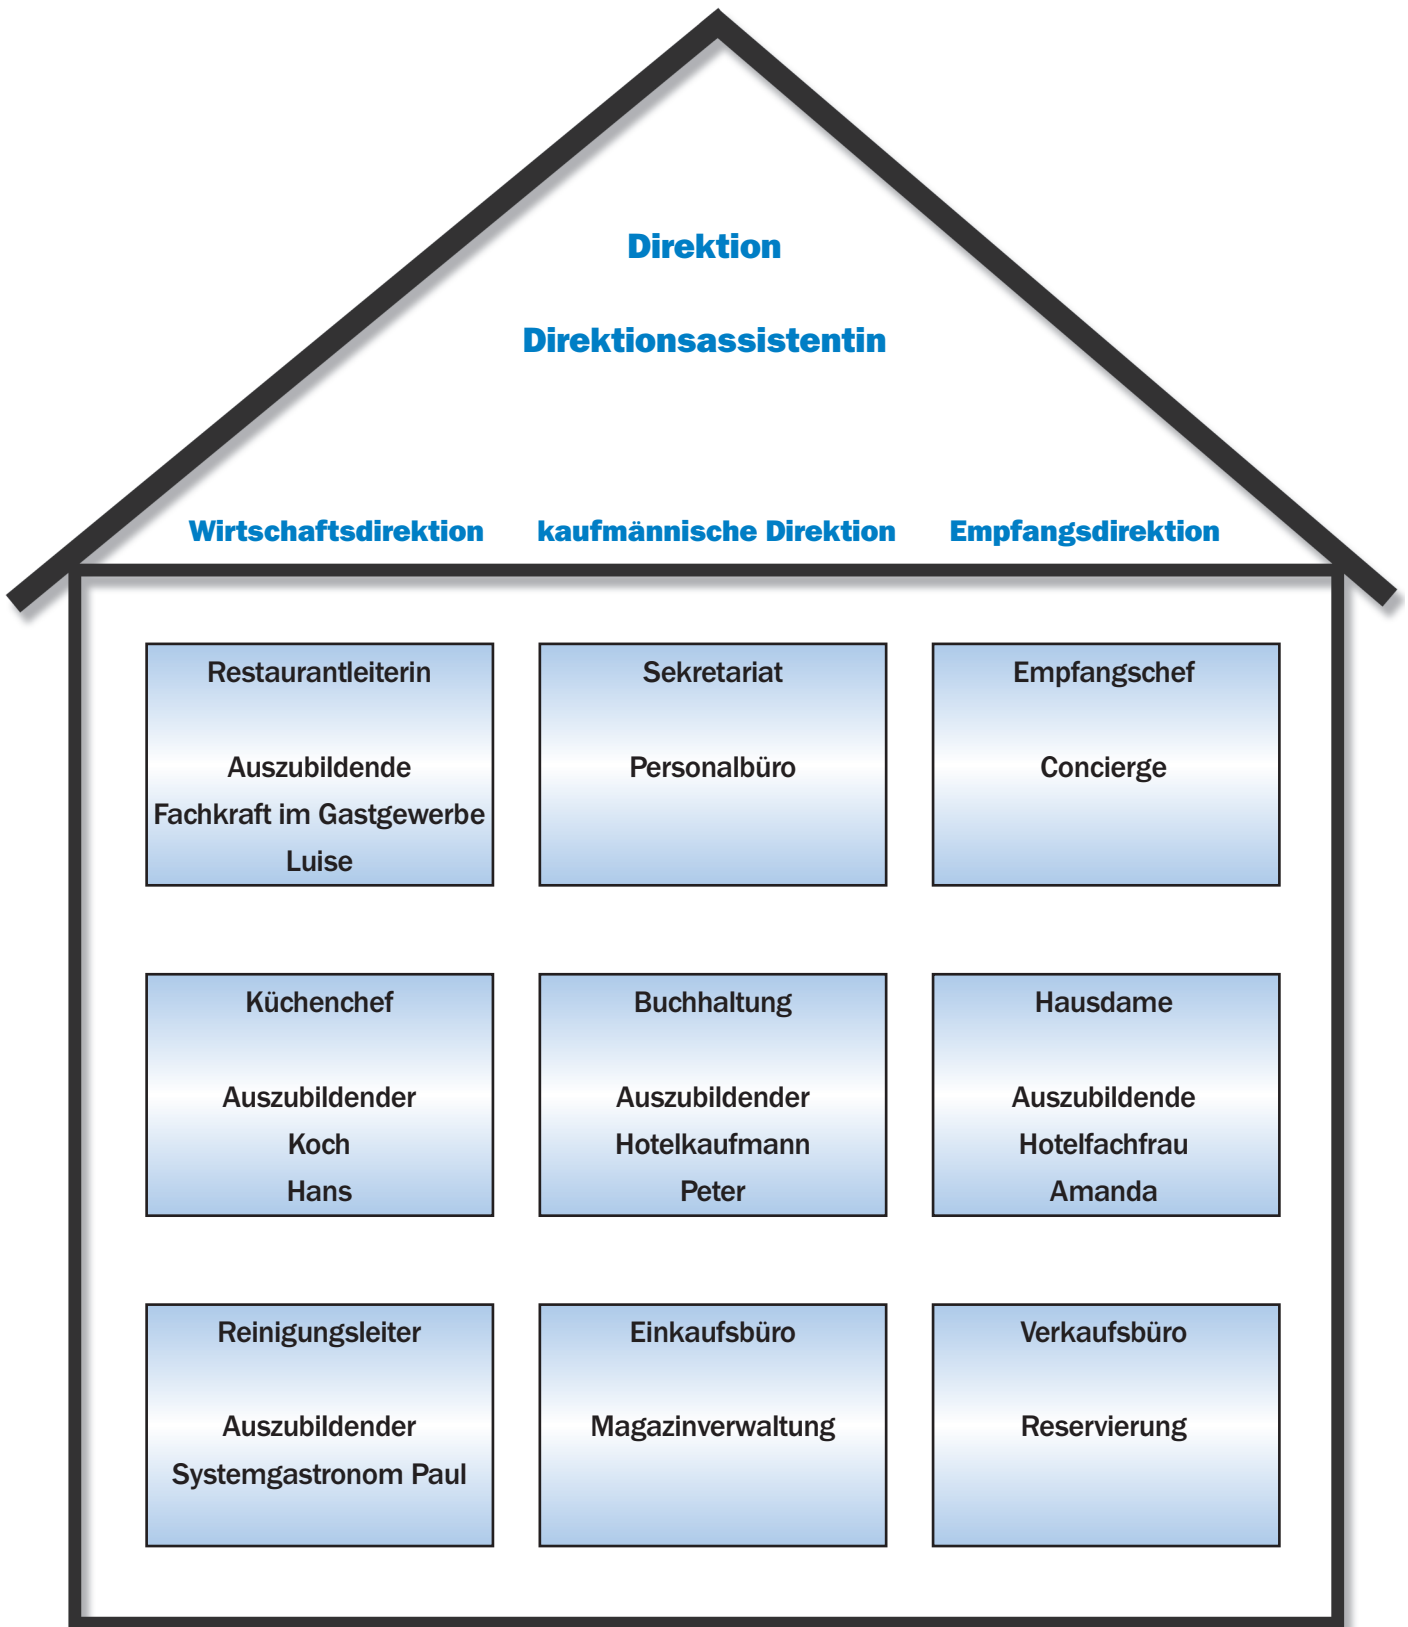 Direktion
Direktionsassistentin
Wirtschaftsdirektion
kaufmännische Direktion
Empfangsdirektion
Restaurantleiterin
Auszubildende
Fachkraft im Gastgewerbe
Luise
Sekretariat
Personalbüro
Empfangschef
Concierge
Küchenchef
Auszubildender
Koch
Hans
Buchhaltung
Auszubildender
Hotelkaufmann
Peter
Hausdame
Auszubildende
Hotelfachfrau
Amanda
Reinigungsleiter
Auszubildender
Systemgastronom Paul
Einkaufsbüro
Magazinverwaltung
Verkaufsbüro
Reservierung